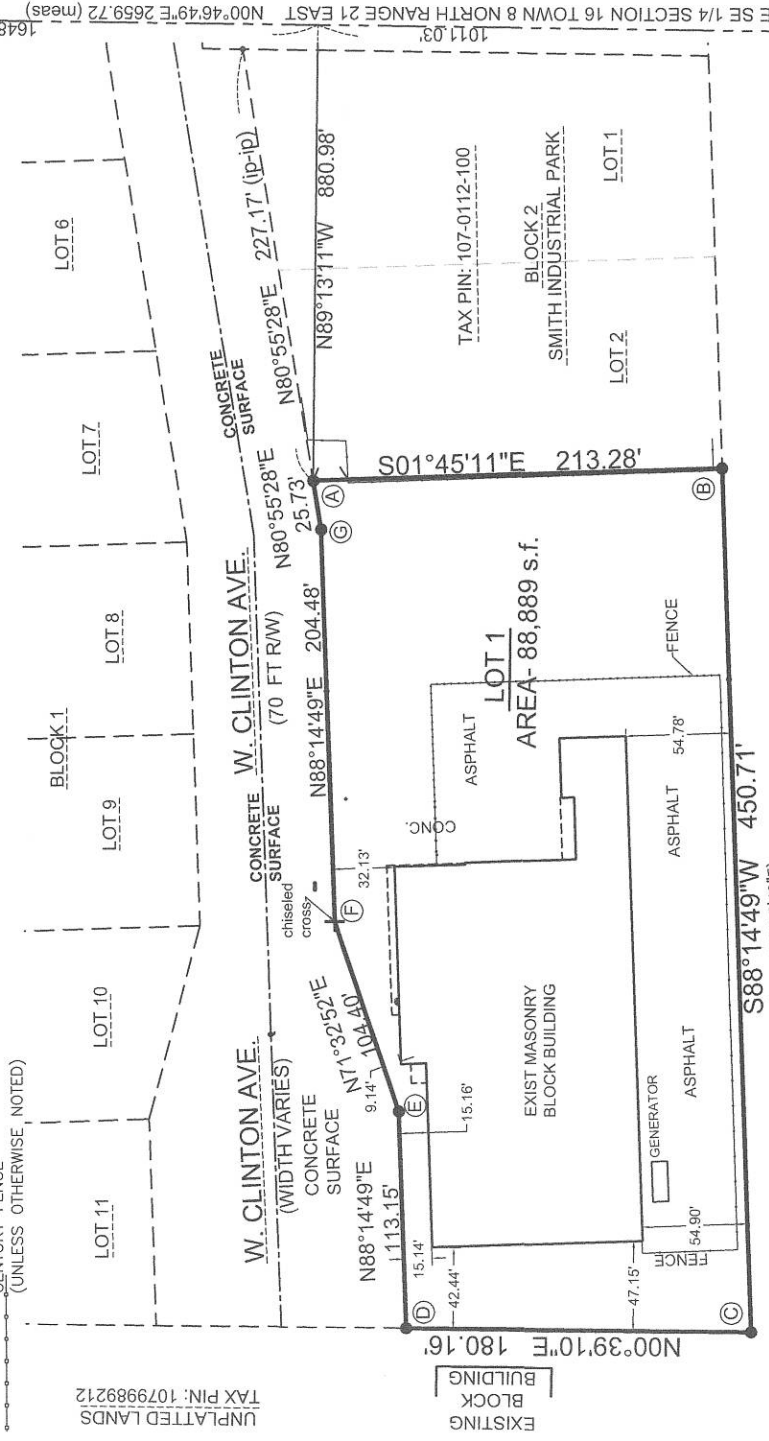 E SE 1/4 SECTION 16 TOWN 8 NORTH RANGE 21 EAST N00°46'49"E 2659.72 (meas)
1011.03'
1648
(UNLESS OTHERWISE NOTED)
UNPLATTED LANDS
TAX PIN: 1079989212
BLOCK 1
LOT 11
LOT 10
LOT 9
LOT 8
LOT 7
LOT 6
W. CLINTON AVE.
(WIDTH VARIES)
CONCRETE
SURFACE
CONCRETE
SURFACE
W. CLINTON AVE.
(70 FT R/W)
CONCRETE
SURFACE
chiseled
cross
N88°14'49"E
113.15'
N71°32'52"E
104.40'
9.14'
N88°14'49"E 204.48'
N80°55'28"E
25.73'
N80°55'28"E 227.17' (ip-ip)
N89°13'11"W 880.98'
D
E
F
G
A
B
C
S01°45'11"E 213.28'
TAX PIN: 107-0112-100
BLOCK 2
SMITH INDUSTRIAL PARK
LOT 2
LOT 1
LOT 1
AREA- 88,889 s.f.
32.13'
CONC.
ASPHALT
FENCE
15.16'
15.14'
42.44'
47.15'
EXIST MASONRY
BLOCK BUILDING
GENERATOR
54.90'
FENCE
ASPHALT
ASPHALT
54.78'
EXISTING
BLOCK
BUILDING
N00°39'10"E 180.16'
S88°14'49"W 450.71'